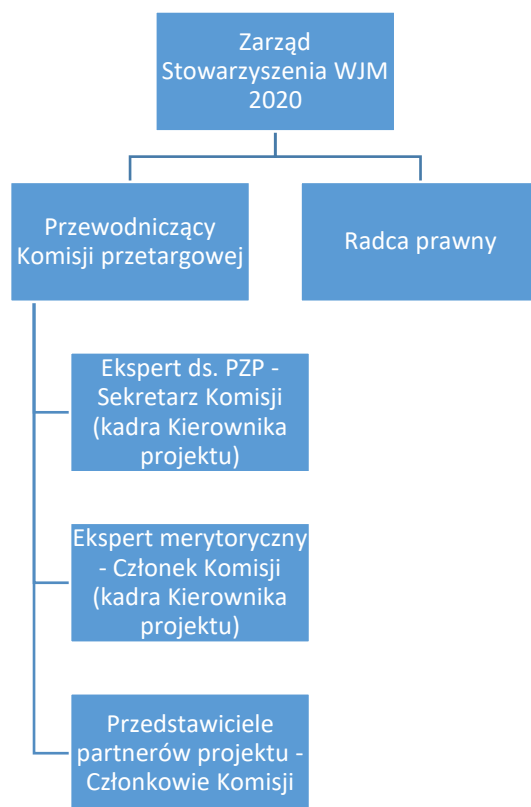 Zarząd
Stowarzyszenia WJM
2020
Przewodniczący
Komisji przetargowej
Radca prawny
Ekspert ds. PZP -
Sekretarz Komisji
(kadra Kierownika
projektu)
Ekspert merytoryczny
- Członek Komisji
(kadra Kierownika
projektu)
Przedstawiciele
partnerów projektu -
Członkowie Komisji